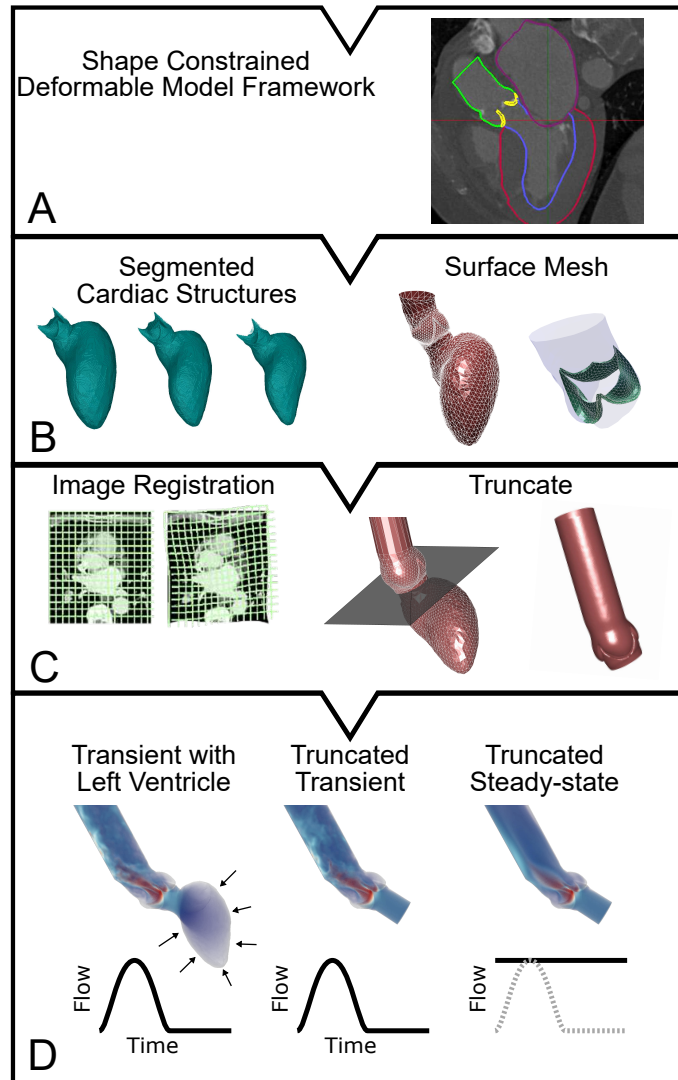 Shape Constrained
Deformable Model Framework
A
Segmented
Cardiac Structures
Surface Mesh
B
Image Registration
Truncate
C
Transient with
Left Ventricle
Truncated
Transient
Truncated
Steady-state
Flow
Time
Flow
Time
Flow
D